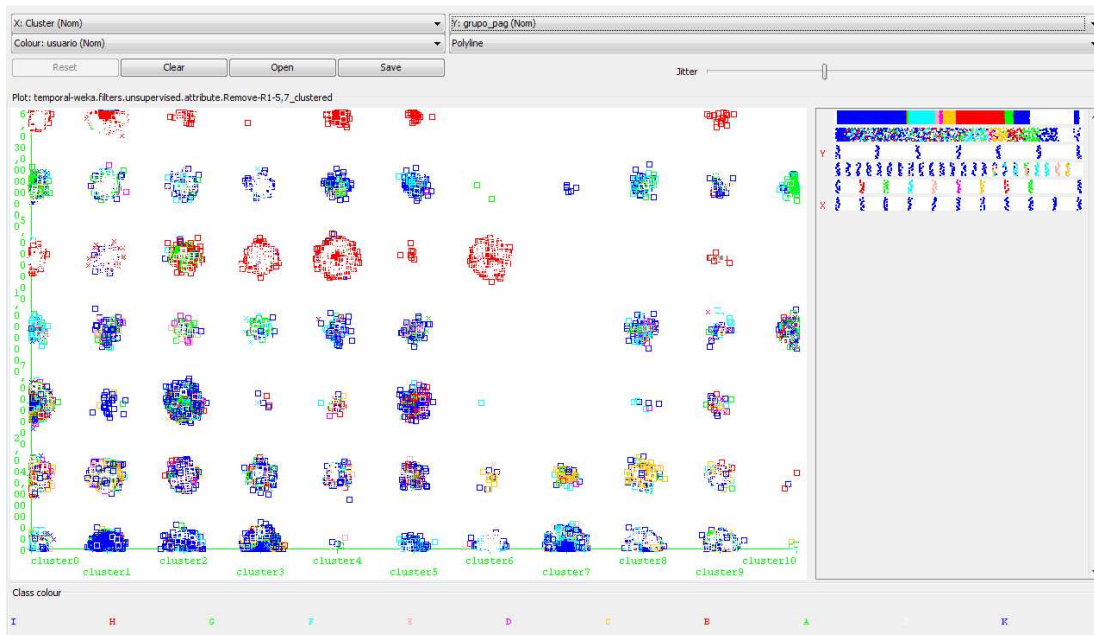 X: Cluster (Nom)
Y: grupo_pag (Nom)
Colour: usuario (Nom)
Polyline
Reset
Clear
Open
Save
Jitter
Plot: temporal-weka.filters.unsupervised.attribute.Remove-R1-5,7_clustered
Y
X
cluster0
cluster1
cluster2
cluster3
cluster4
cluster5
cluster6
cluster7
cluster8
cluster9
cluster10
Class colour
I H G F E D C B A K